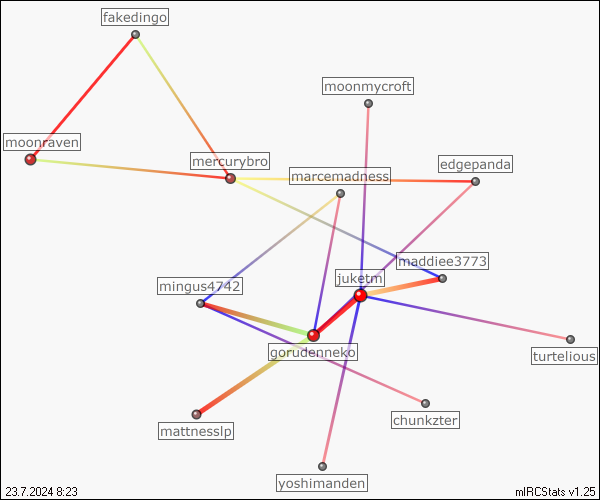 fakedingo
moonmycroft
moonraven
mercurybro
edgepanda
marcemadness
maddiee3773
juketm
mingus4742
gorudenneko
turtelious
chunkzter
mattnesslp
yoshimanden
23.7.2024 8:23
mIRCStats v1.25